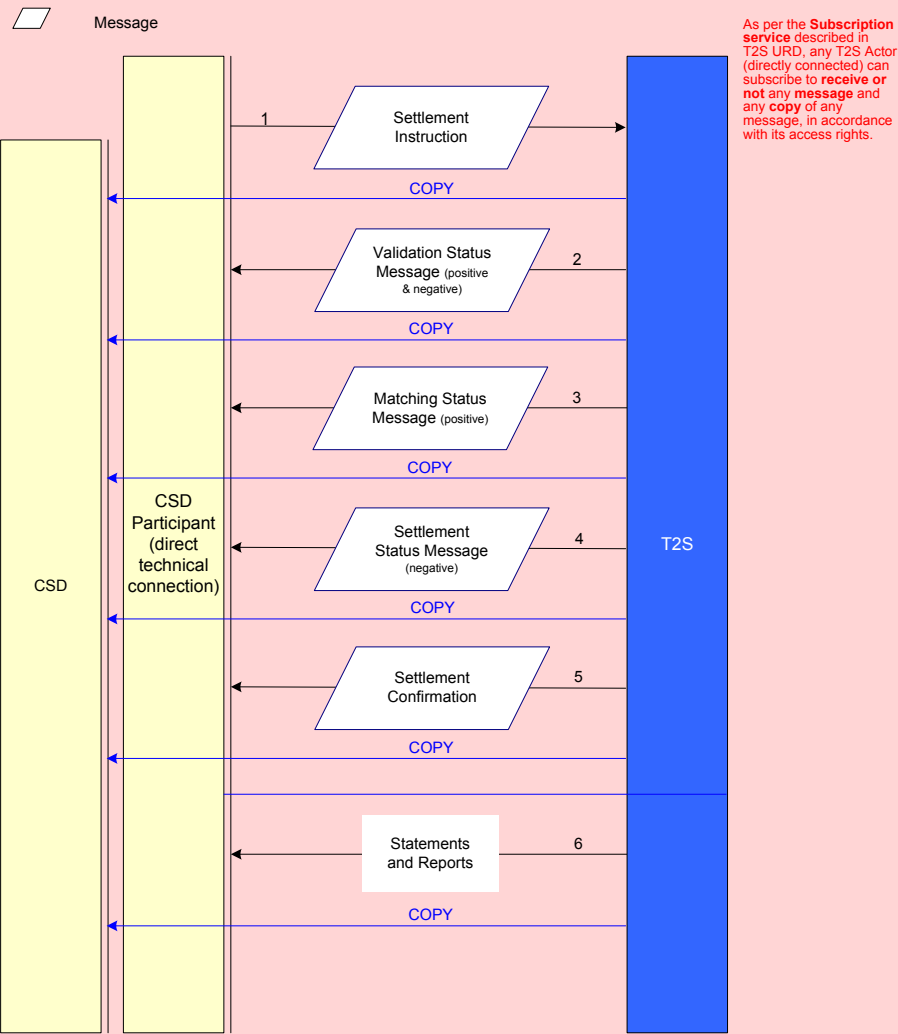 Message
As per the Subscription
service described in
T2S URD, any T2S Actor
(directly connected) can
subscribe to receive or
not any message and
any copy of any
message, in accordance
with its access rights.
1
Settlement
Instruction
COPY
Validation Status
Message (positive
& negative)
2
COPY
Matching Status
Message (positive)
3
COPY
CSD
Participant
(direct
technical
connection)
Settlement
Status Message
(negative)
4
T2S
CSD
COPY
Settlement
Confirmation
5
COPY
Statements
and Reports
6
COPY